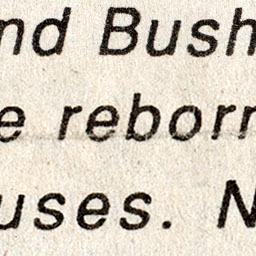 nd Bush
e reborn
uses. N